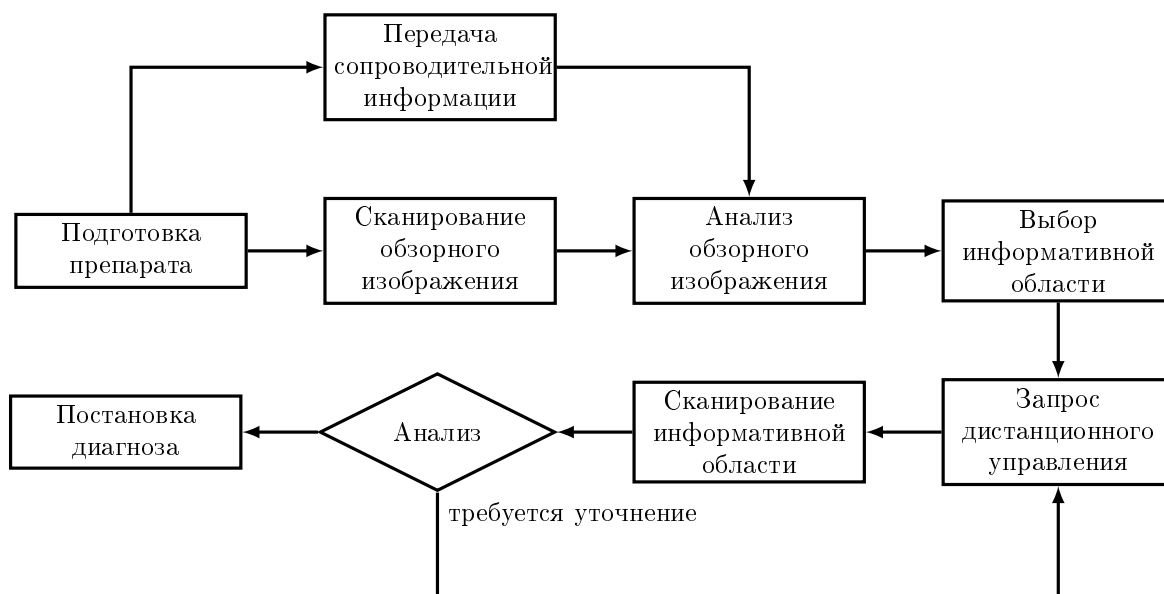 Передача
сопроводительной
информации
Подготовка
препарата
Сканирование
обзорного
изображения
Анализ
обзорного
изображения
Выбор
информативной
области
Запрос
дистанционного
управления
Сканирование
информативной
области
Анализ
Постановка
диагноза
требуется уточнение